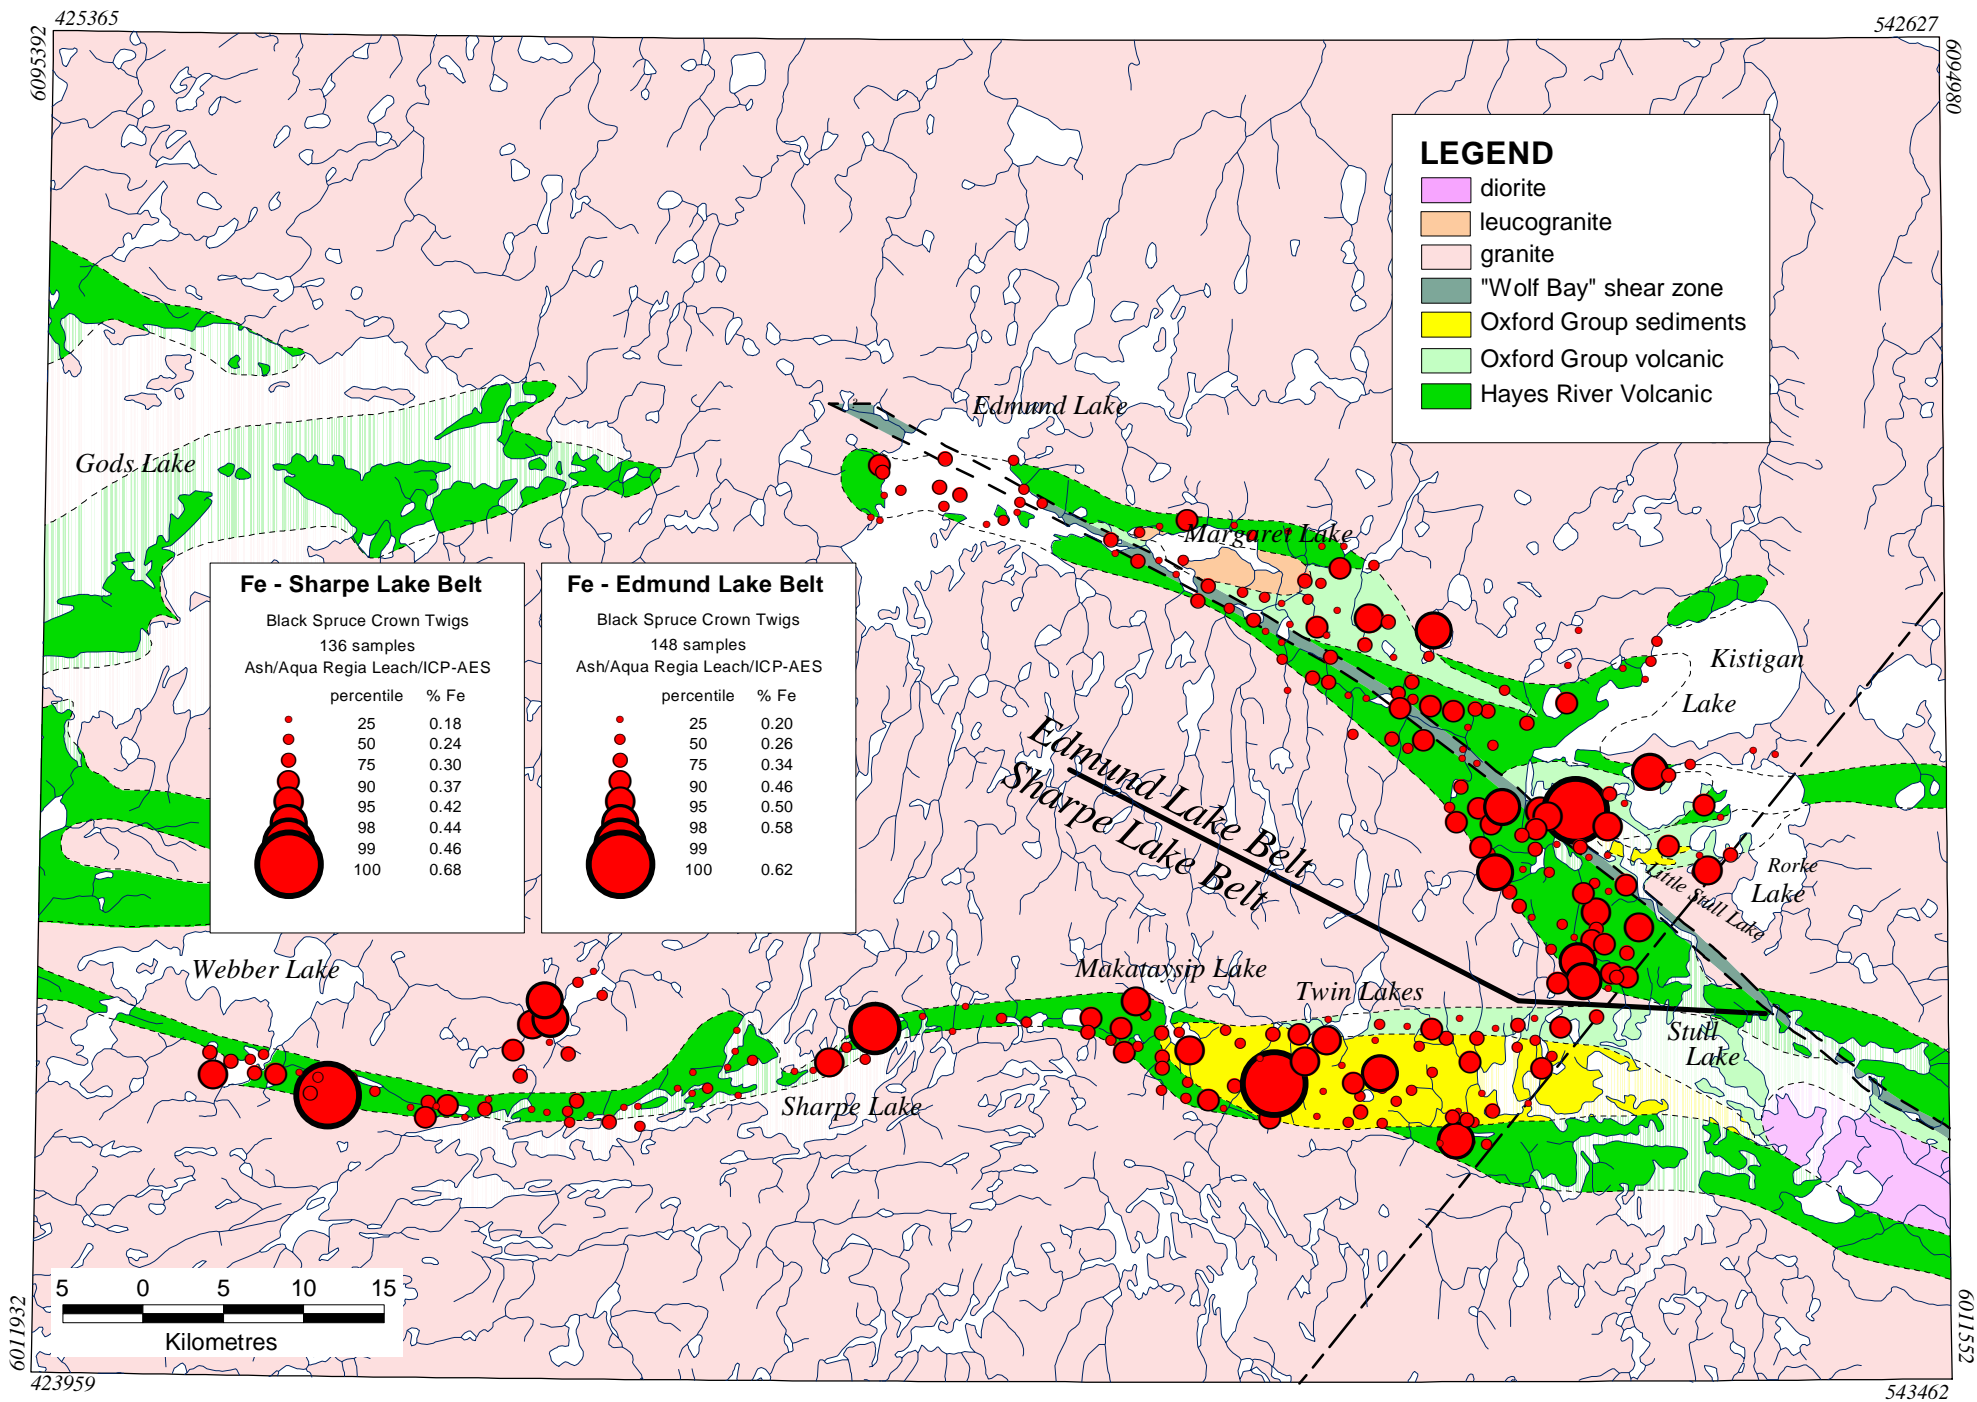 425365
542627
6095392
6094980
LEGEND
diorite
leucogranite
granite
"Wolf Bay" shear zone
Oxford Group sediments
Oxford Group volcanic
Hayes River Volcanic
Edmund Lake
Gods Lake
Margaret Lake
Fe - Sharpe Lake Belt
Black Spruce Crown Twigs
136 samples
Ash/Aqua Regia Leach/ICP-AES
percentile % Fe
25 0.18
50 0.24
75 0.30
90 0.37
95 0.42
98 0.44
99 0.46
100 0.68
Fe - Edmund Lake Belt
Black Spruce Crown Twigs
148 samples
Ash/Aqua Regia Leach/ICP-AES
percentile % Fe
25 0.20
50 0.26
75 0.34
90 0.46
95 0.50
98 0.58
99
100 0.62
Kistigan
Lake
Edmund Lake Belt
Sharpe Lake Belt
Rorke
Lake
Little Stull Lake
Webber Lake
Makataysip Lake
Twin Lakes
Stull
Lake
Sharpe Lake
5 0 5 10 15
Kilometres
6011932
6011552
423959
543462